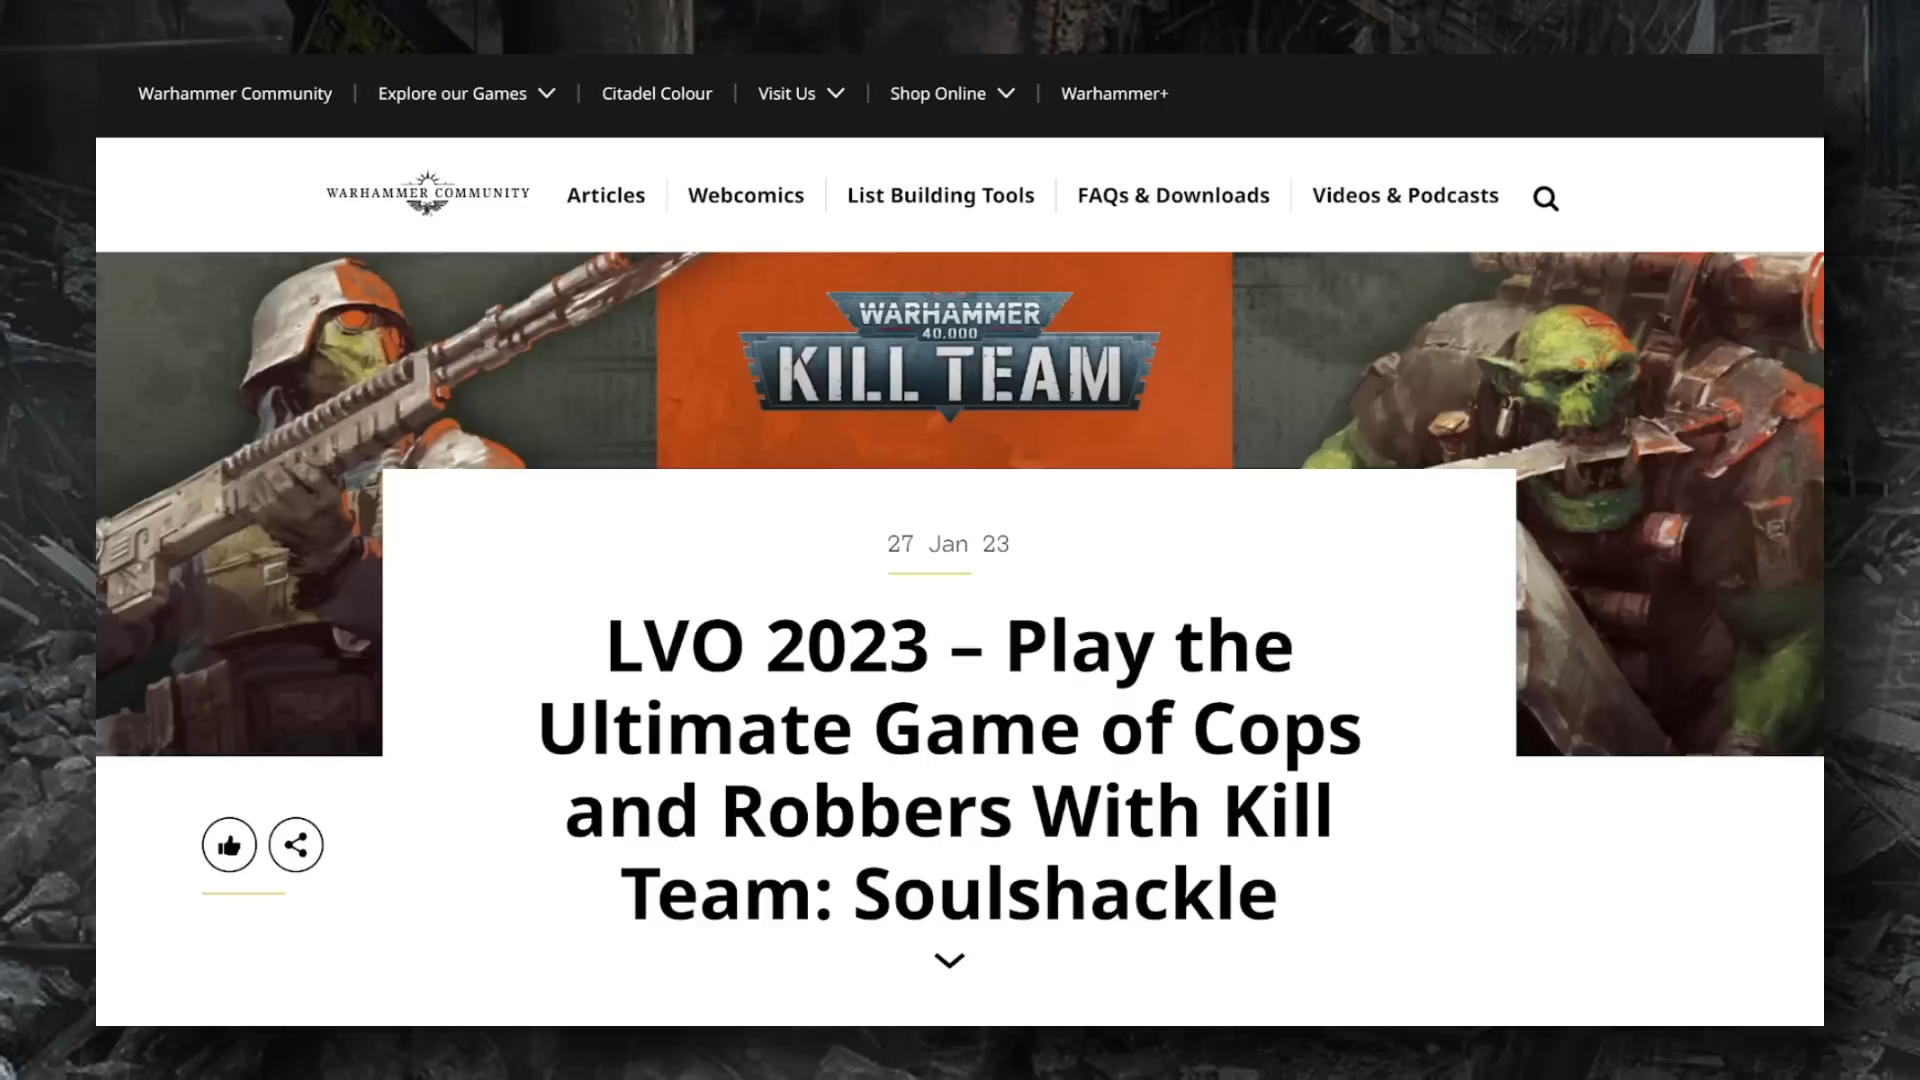 Warhammer Community | Explore our Games | Citadel Colour | Visit Us | Shop Online | Warhammer+
WARHAMMER COMMUNITY Articles | Webcomics | List Building Tools | FAQs & Downloads | Videos & Podcasts
WARHAMMER
40,000
KILL TEAM
27 Jan 23
LVO 2023 – Play the
Ultimate Game of Cops
and Robbers With Kill
Team: Soulshackle